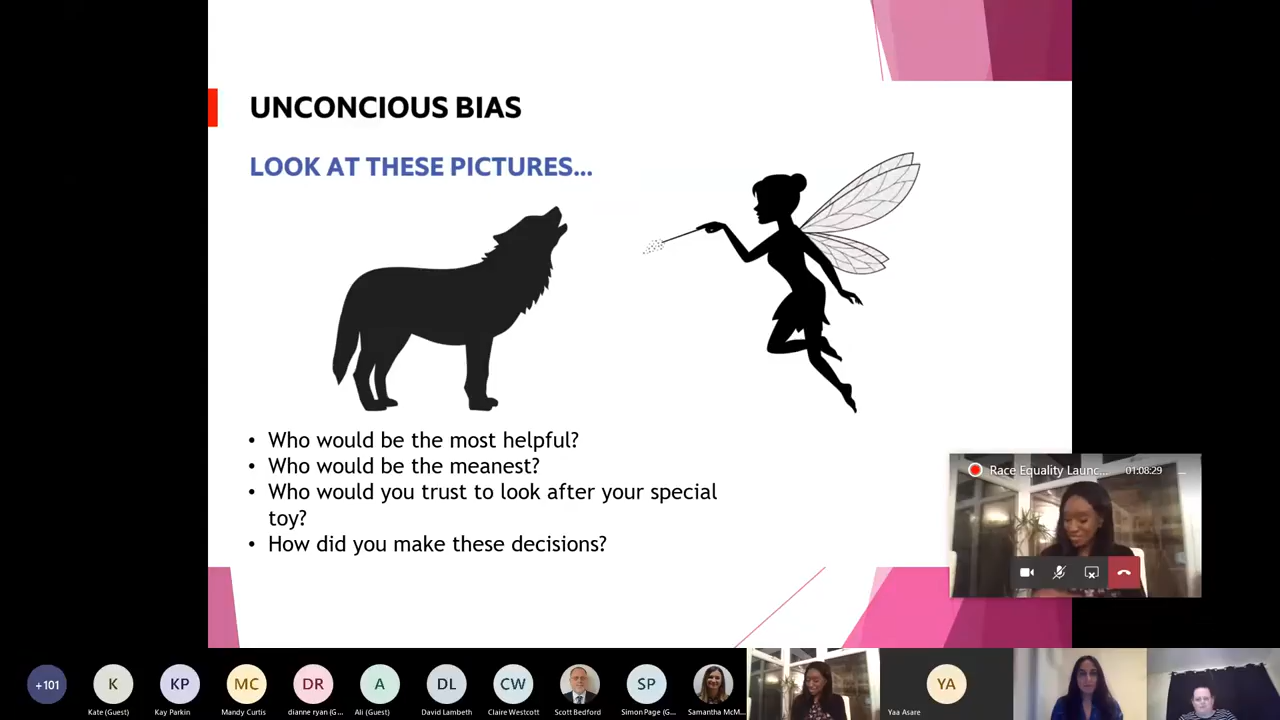 UNCONCIOUS BIAS
LOOK AT THESE PICTURES...
• Who would be the most helpful?
• Who would be the meanest?
• Who would you trust to look after your special
toy?
• How did you make these decisions?
Race Equality Launc...
01:08:29
...
+101
K
KP
MC
DR
A
DL
CW
SP
YA
Kate (Guest)
Kay Parkin
Mandy Curtis
dianne ryan (G...
Ali (Guest)
David Lambeth
Claire Westcott
Scott Bedford
Simon Page (G...
Samantha McM...
Yaa Asare